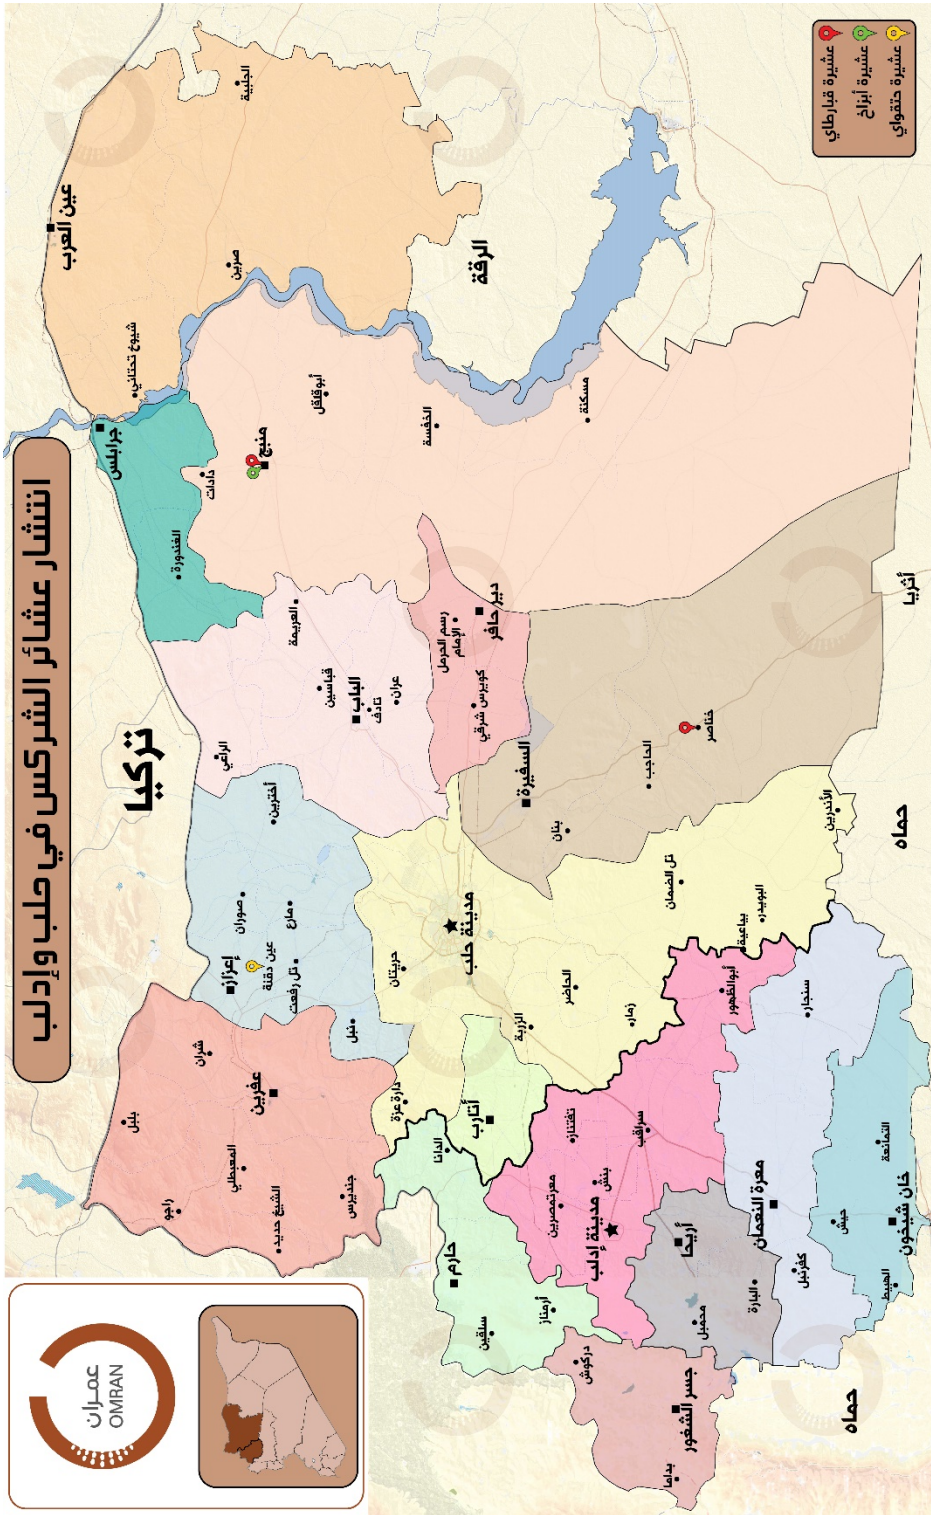 انتشار عشائر الشركس في حلب وإدلب
عشيرة قبارطاي
عشيرة أبزاخ
عشيرة حتقواي
تركيا
الرقة
أثريا
حماه
حماه
عين العرب
الجلبية
صرين
شيوخ تحتاني
جرابلس
الغندورة
دادات
منبج
أبوقلقل
الخفسة
مسكنة
العريمة
قباسين
الباب
تادف
عران
الراعي
دير حافر
رسم الحرمل
الإمام
كويرس شرقي
السفيرة
خناصر
الحاجب
بنان
أخترين
صوران
مارع
إعزاز
عين دقنة
تل رفعت
نبل
مدينة حلب
حريتان
تل الضمان
الأندرين
البويدر
بياعية
الحاضر
زمار
الزربة
دارة عزة
أتارب
شران
عفرين
بلبل
المعبطلي
راجو
الشيخ حديد
جنديرس
الدانا
حارم
سلقين
أرمناز
تفتناز
سراقب
بنش
معرتمصرين
مدينة إدلب
أبوالظهور
سنجار
معرة النعمان
كفرنبل
أريحا
محمبل
البارة
التمانعة
خان شيخون
حيش
الهبيط
دركوش
جسر الشغور
بداما
عمران
OMRAN